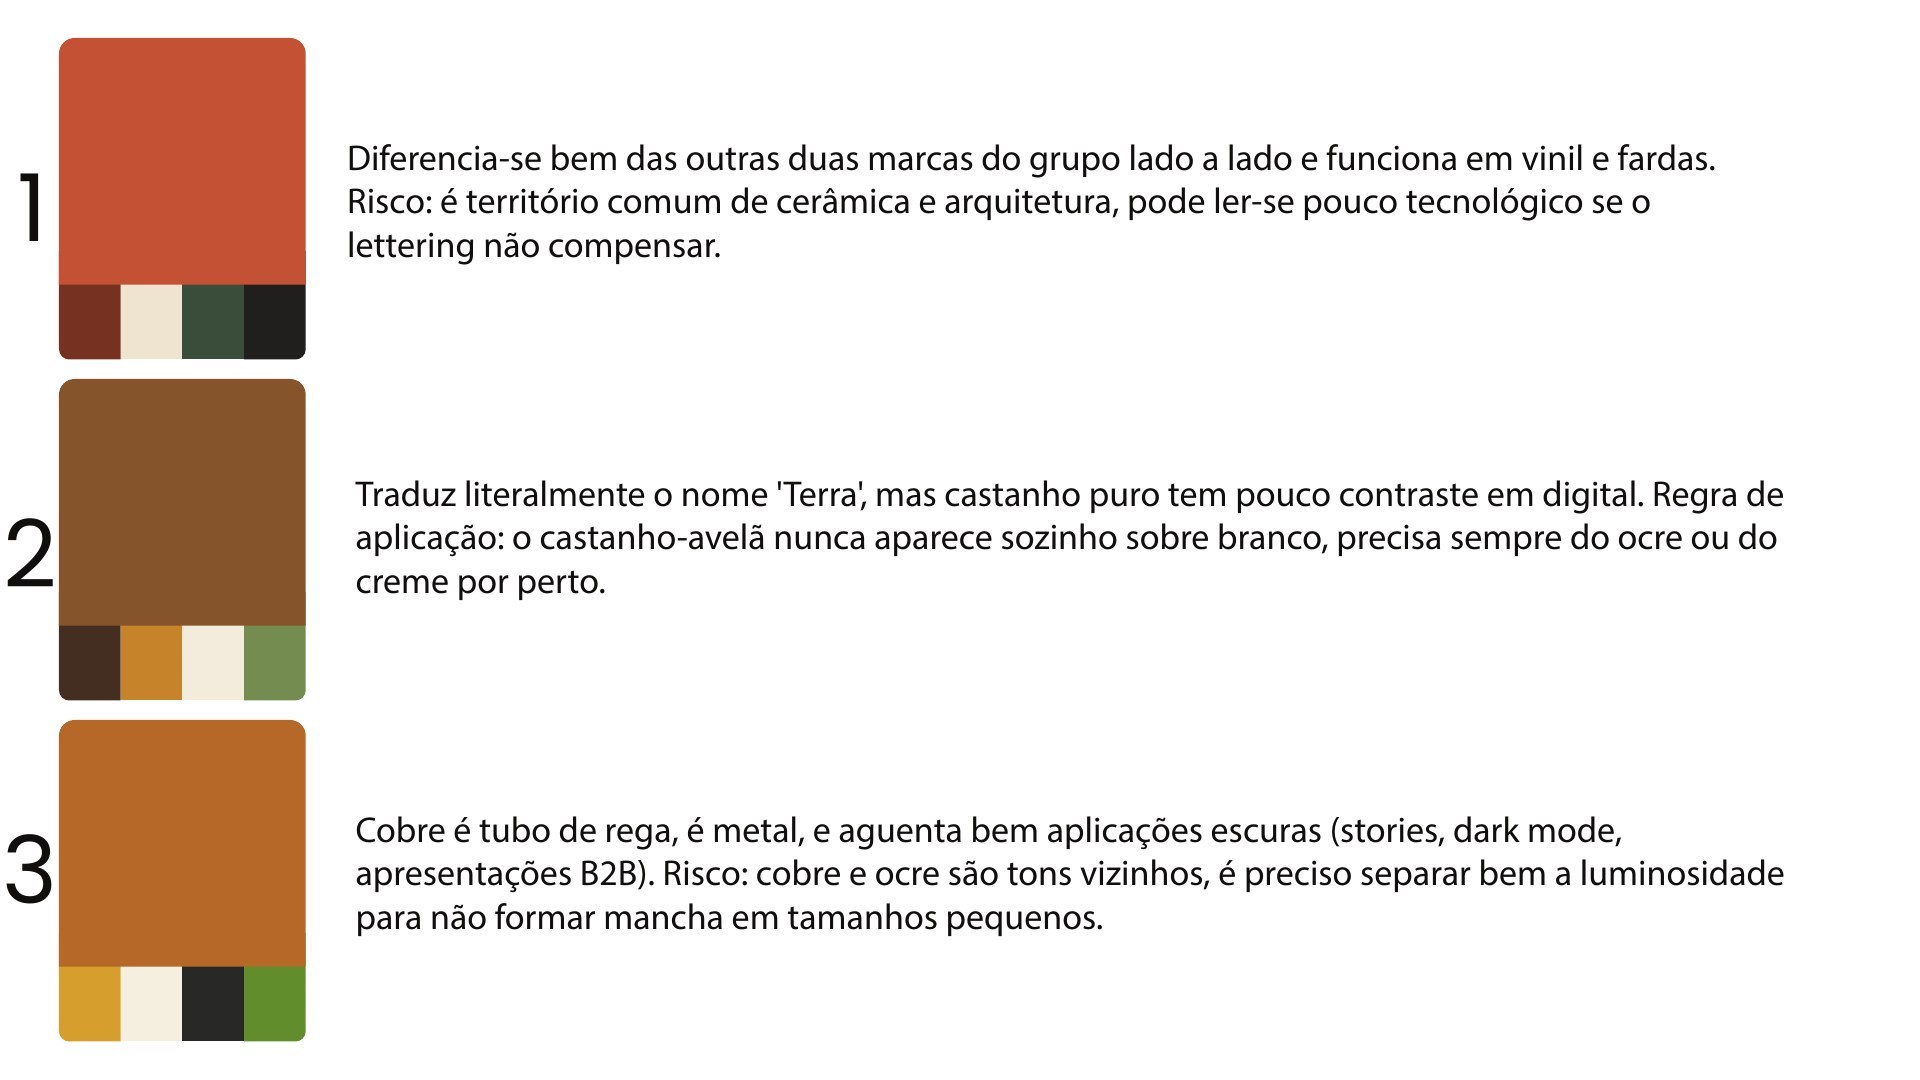 1
Diferencia-se bem das outras duas marcas do grupo lado a lado e funciona em vinil e fardas.
Risco: é território comum de cerâmica e arquitetura, pode ler-se pouco tecnológico se o
lettering não compensar.
2
Traduz literalmente o nome 'Terra', mas castanho puro tem pouco contraste em digital. Regra de
aplicação: o castanho-avelã nunca aparece sozinho sobre branco, precisa sempre do ocre ou do
creme por perto.
3
Cobre é tubo de rega, é metal, e aguenta bem aplicações escuras (stories, dark mode,
apresentações B2B). Risco: cobre e ocre são tons vizinhos, é preciso separar bem a luminosidade
para não formar mancha em tamanhos pequenos.